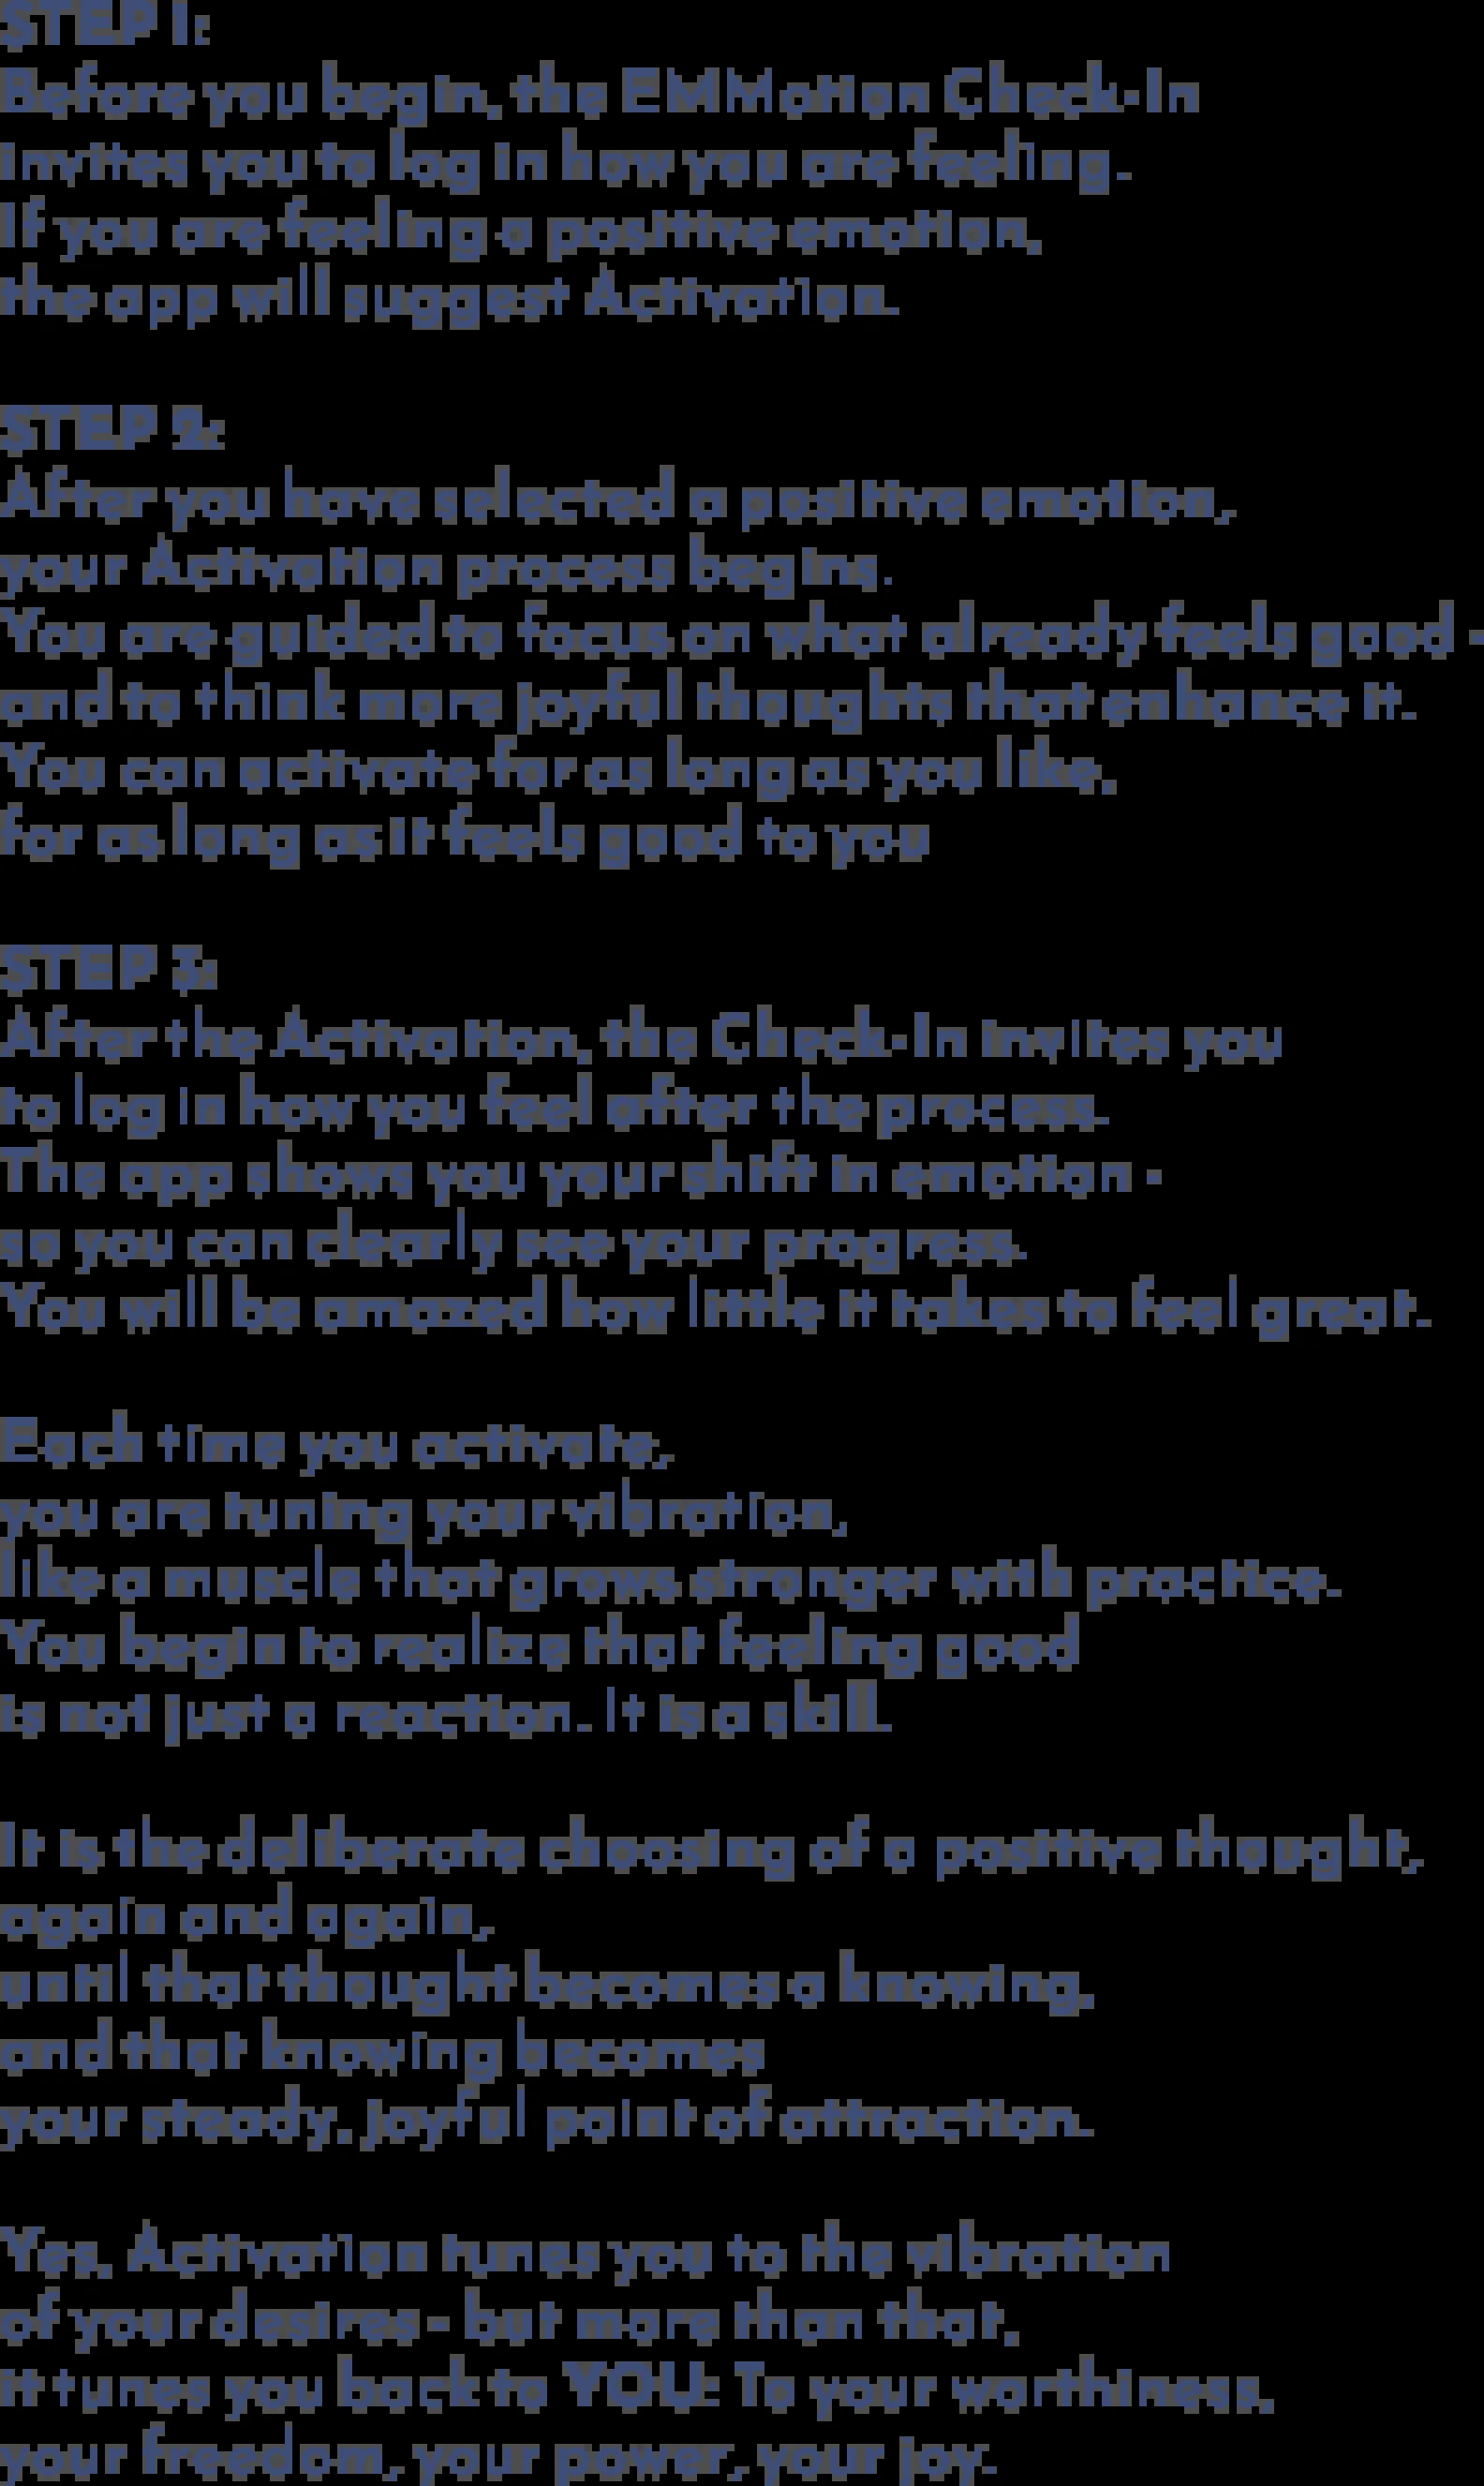 STEP 1:
Before you begin, the EMMotion Check-In
invites you to log in how you are feeling.
If you are feeling a positive emotion,
the app will suggest Activation.
STEP 2:
After you have selected a positive emotion,
your Activation process begins.
You are guided to focus on what already feels good -
and to think more joyful thoughts that enhance it.
You can activate for as long as you like,
for as long as it feels good to you
STEP 3:
After the Activation, the Check-In invites you
to log in how you feel after the process.
The app shows you your shift in emotion -
so you can clearly see your progress.
You will be amazed how little it takes to feel great.
Each time you activate,
you are tuning your vibration,
like a muscle that grows stronger with practice.
You begin to realize that feeling good
is not just a reaction. It is a skill.
It is the deliberate choosing of a positive thought,
again and again,
until that thought becomes a knowing,
and that knowing becomes
your steady, joyful point of attraction.
Yes, Activation tunes you to the vibration
of your desires - but more than that,
it tunes you back to YOU: To your worthiness,
your freedom, your power, your joy.